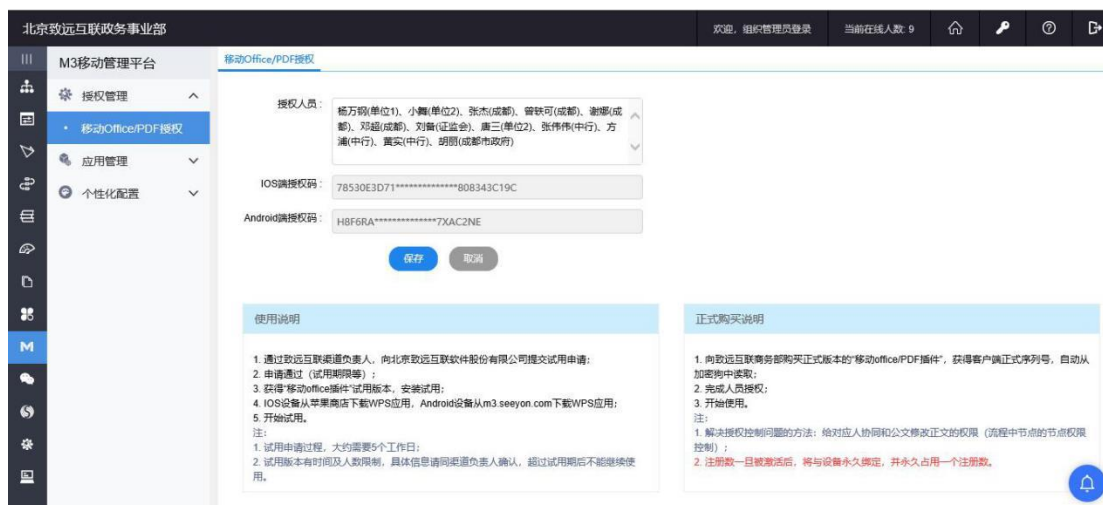 北京致远互联政务事业部
欢迎，组织管理员登录
当前在线人数: 9
M3移动管理平台
移动Office/PDF授权
授权管理
• 移动Office/PDF授权
应用管理
个性化配置
授权人员：
杨万钢(单位1)、小舞(单位2)、张杰(成都)、曾轶可(成都)、谢娜(成
都)、邓超(成都)、刘备(证监会)、唐三(单位2)、张伟伟(中行)、方
浦(中行)、黄实(中行)、胡丽(成都市政府)
IOS端授权码：
78530E3D71**************808343C19C
Android端授权码：
H8F6RA**************7XAC2NE
保存
取消
使用说明
1. 通过致远互联渠道负责人，向北京致远互联软件股份有限公司提交试用申请;
2. 申请通过（试用期限等）;
3. 获得“移动office插件”试用版本，安装试用;
4. IOS设备从苹果商店下载WPS应用，Android设备从m3.seeyon.com下载WPS应用;
5. 开始试用。
注:
1. 试用申请过程，大约需要5个工作日;
2. 试用版本有时间及人数限制，具体信息请同渠道负责人确认，超过试用期后不能继续使
用。
正式购买说明
1. 向致远互联商务部购买正式版本的“移动office/PDF插件”，获得客户端正式序列号，自动从
加密狗中读取;
2. 完成人员授权;
3. 开始使用。
注:
1. 解决授权控制问题的方法：给对应人协同和公文修改正文的权限（流程中节点的节点权限
控制）;
2. 注册数一旦被激活后，将与设备永久绑定，并永久占用一个注册数。